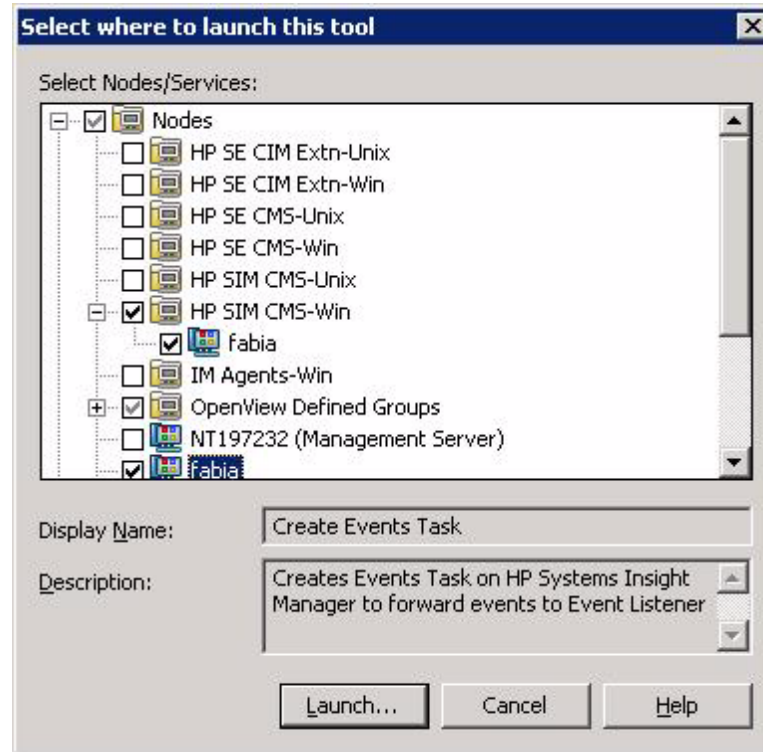 Select where to launch this tool
Select Nodes/Services:
Nodes
HP SE CIM Extn-Unix
HP SE CIM Extn-Win
HP SE CMS-Unix
HP SE CMS-Win
HP SIM CMS-Unix
HP SIM CMS-Win
fabia
IM Agents-Win
OpenView Defined Groups
NT197232 (Management Server)
fabia
Display Name:
Create Events Task
Description:
Creates Events Task on HP Systems Insight
Manager to forward events to Event Listener
Launch...
Cancel
Help